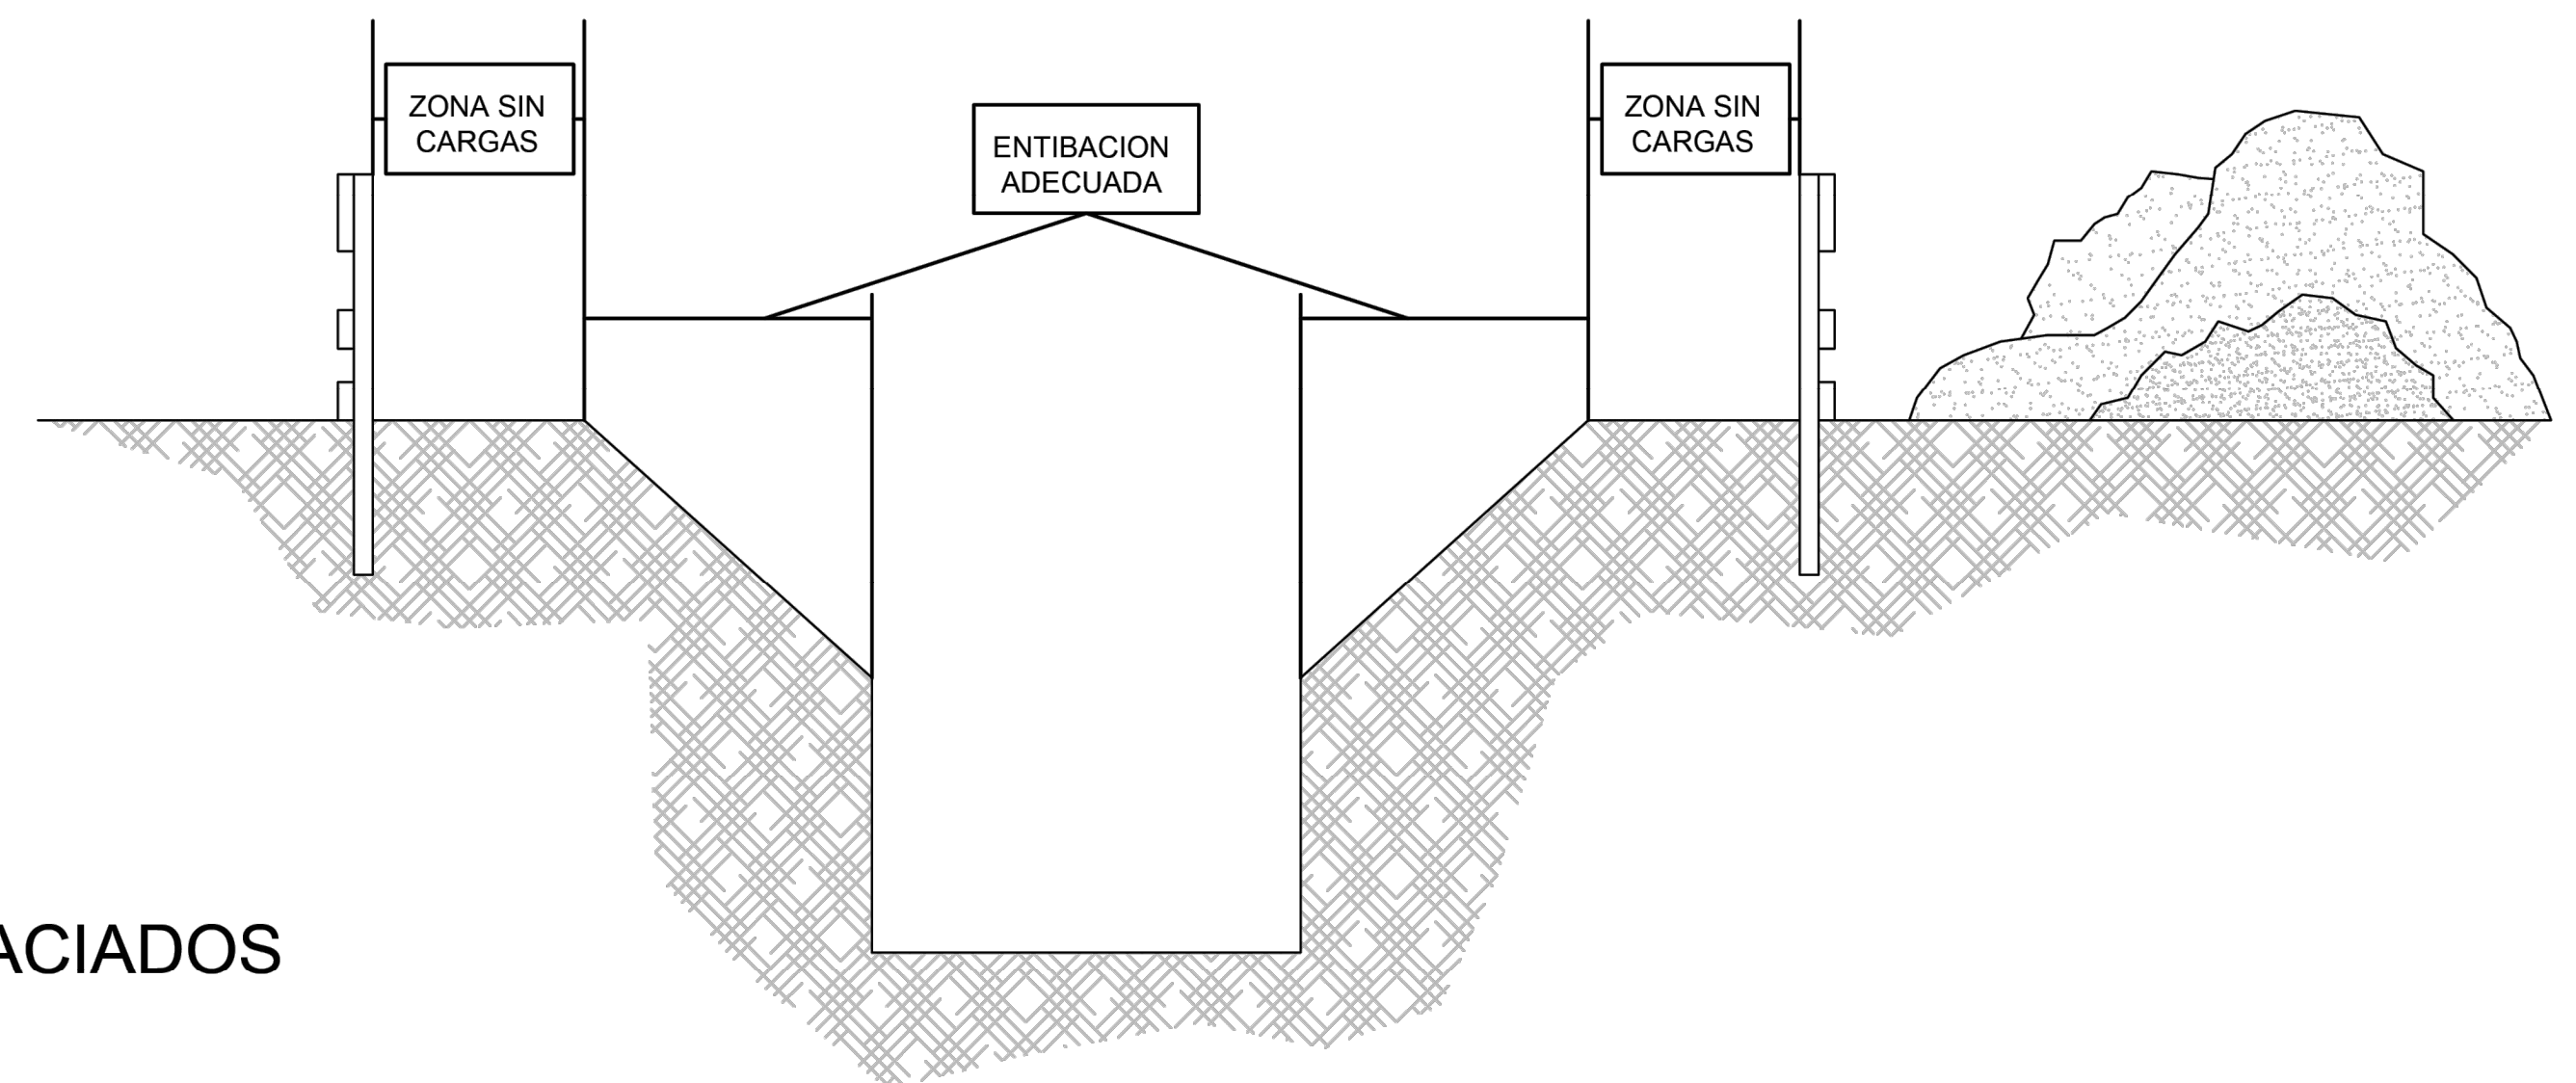 ZONA SIN
CARGAS
ENTIBACION
ADECUADA
ZONA SIN
CARGAS
ACIADOS